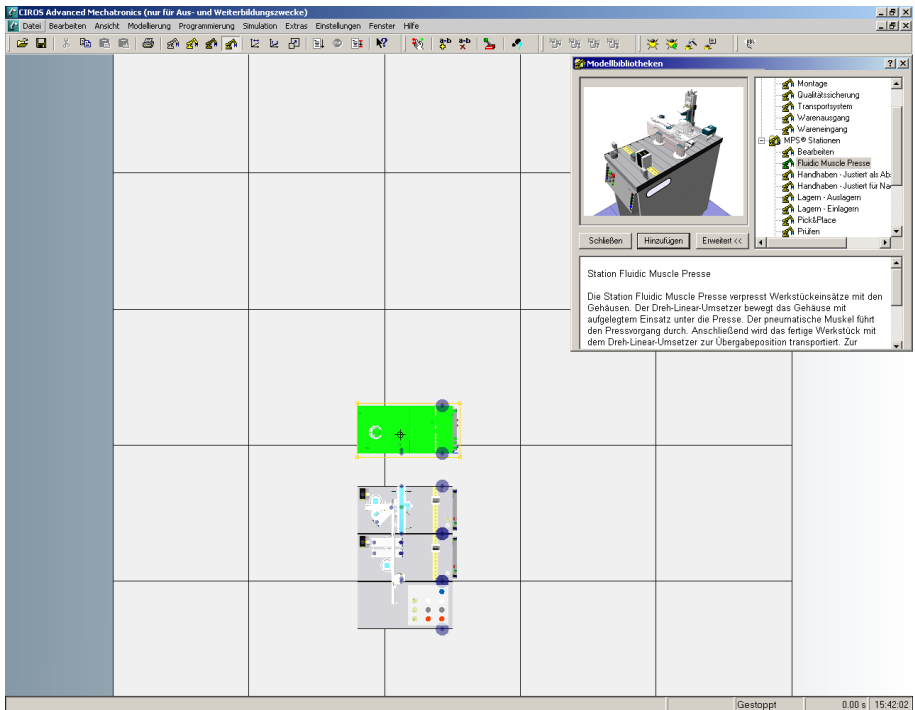 CIROS Advanced Mechatronics (nur für Aus- und Weiterbildungszwecke)
Datei Bearbeiten Ansicht Modellierung Programmierung Simulation Extras Einstellungen Fenster Hilfe
Modellbibliotheken
Montage
Qualitätssicherung
Transportsystem
Warenausgang
Wareneingang
MPS® Stationen
Bearbeiten
Fluidic Muscle Presse
Handhaben - Justiert als Ab
Handhaben - Justiert für Na
Lagern - Auslagern
Lagern - Einlagern
Pick&Place
Prüfen
Schließen Hinzufügen Erweitert <<
Station Fluidic Muscle Presse
Die Station Fluidic Muscle Presse verpresst Werkstückeinsätze mit den
Gehäusen. Der Dreh-Linear-Umsetzer bewegt das Gehäuse mit
aufgelegtem Einsatz unter die Presse. Der pneumatische Muskel führt
den Pressvorgang durch. Anschließend wird das fertige Werkstück mit
dem Dreh-Linear-Umsetzer zur Übergabeposition transportiert. Zur
Gestoppt 0.00 s 15:42:02